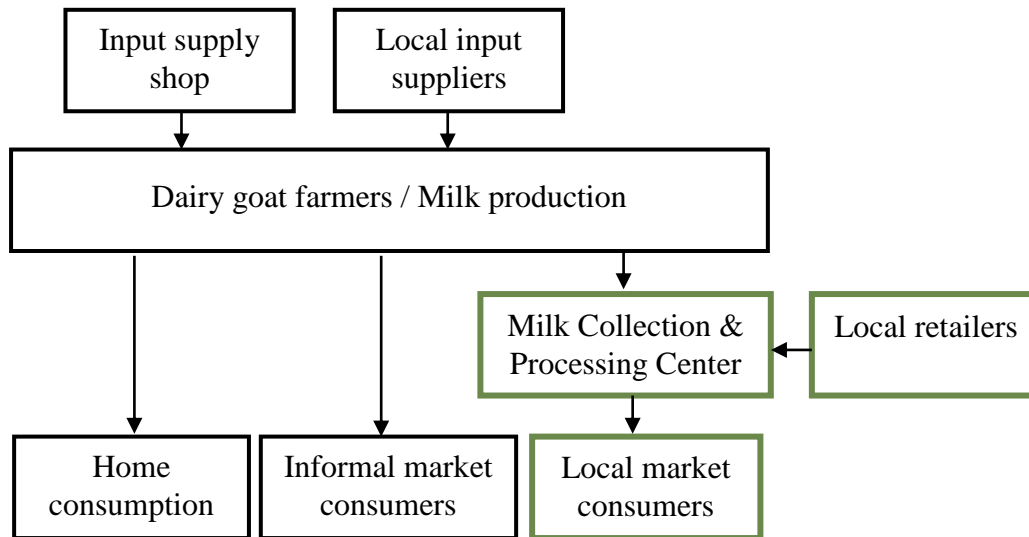 Input supply
shop
Local input
suppliers
Dairy goat farmers / Milk production
Milk Collection &
Processing Center
Local retailers
Home
consumption
Informal market
consumers
Local market
consumers